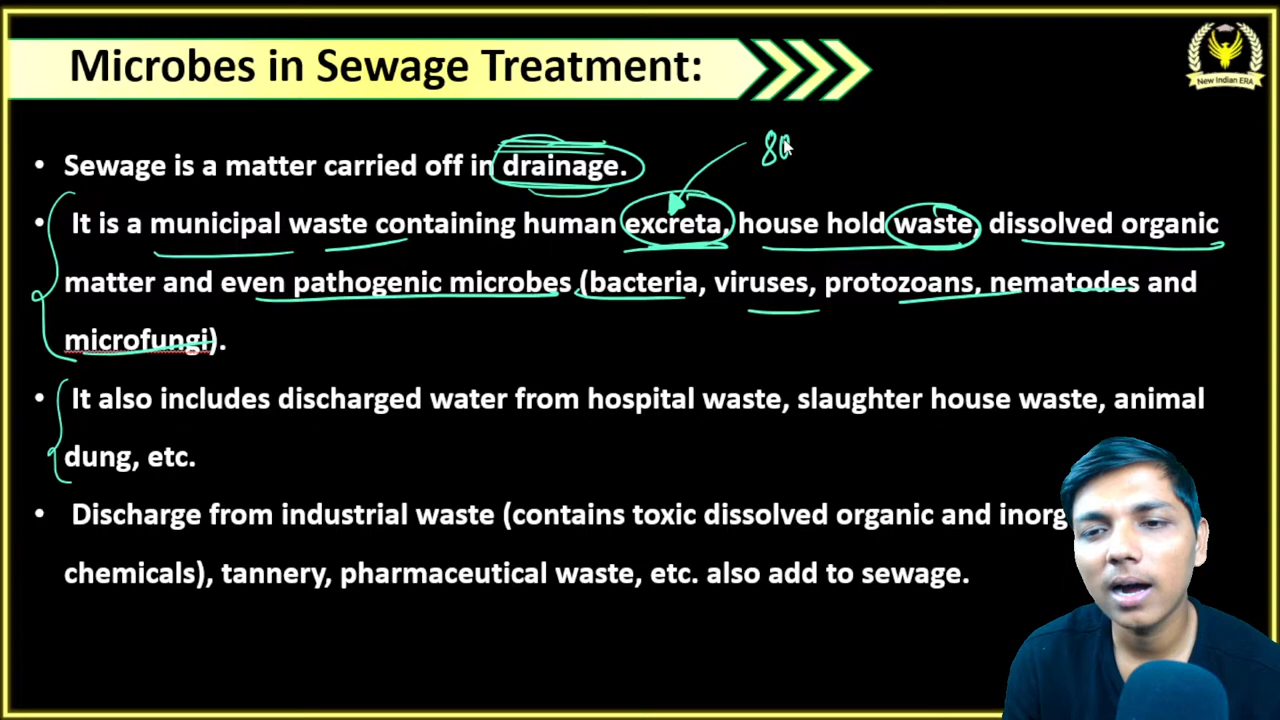 Microbes in Sewage Treatment:
New Indian ERA
80
• Sewage is a matter carried off in drainage.
• It is a municipal waste containing human excreta, house hold waste, dissolved organic
matter and even pathogenic microbes (bacteria, viruses, protozoans, nematodes and
microfungi).
• It also includes discharged water from hospital waste, slaughter house waste, animal
dung, etc.
• Discharge from industrial waste (contains toxic dissolved organic and inorg
chemicals), tannery, pharmaceutical waste, etc. also add to sewage.